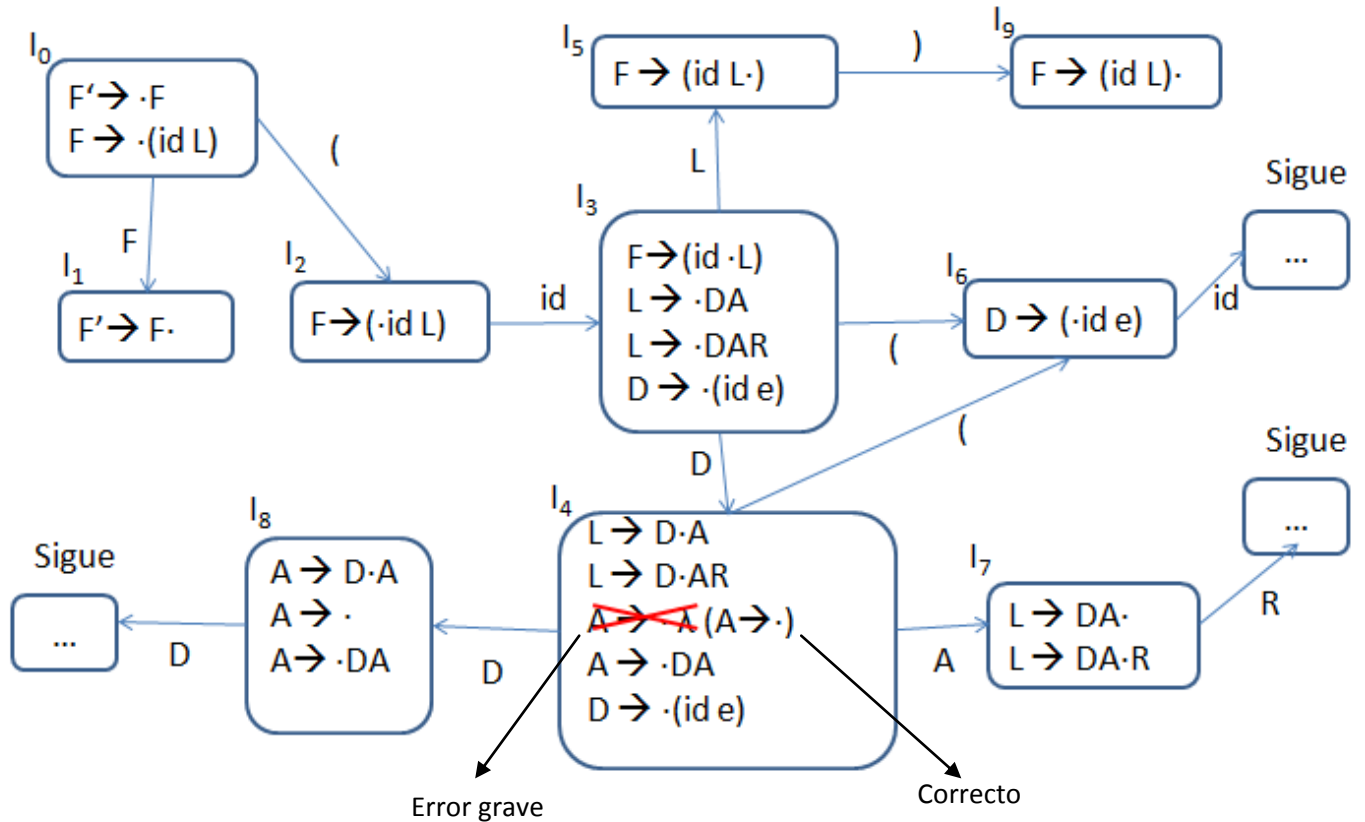 I0
F‘→ ·F
F → ·(id L)
F
(
I1
F’→ F·
I2
F→(·id L)
id
I3
F→(id ·L)
L → ·DA
L → ·DAR
D → ·(id e)
L
I5
F → (id L·)
)
I9
F → (id L)·
(
I6
D → (·id e)
id
Sigue
...
D
(
I4
L → D·A
L → D·AR
A → ·λ (A→·)
A → ·DA
D → ·(id e)
A
I7
L → DA·
L → DA·R
R
Sigue
...
D
I8
A → D·A
A → ·
A→ ·DA
D
Sigue
...
Error grave
Correcto